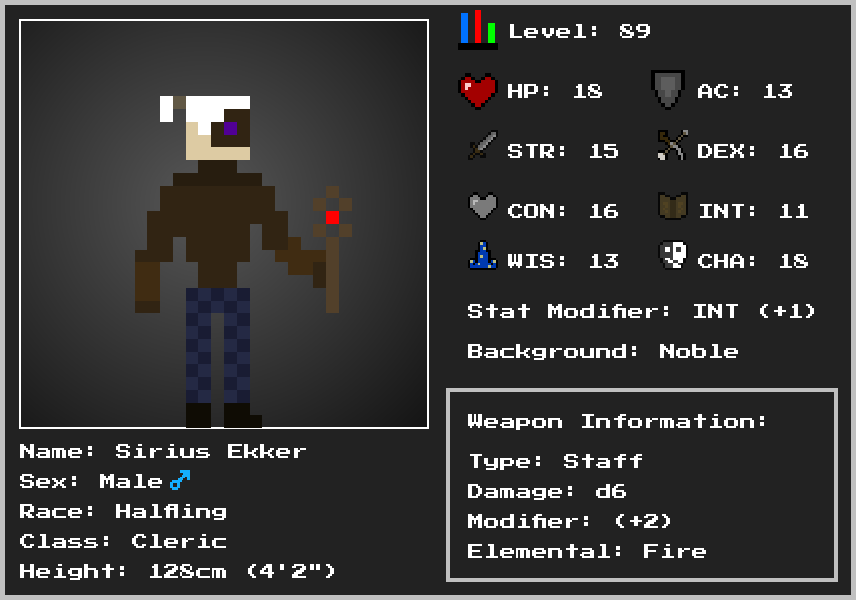 Level: 89
HP: 18 AC: 13
STR: 15 DEX: 16
CON: 16 INT: 11
WIS: 13 CHA: 18
Stat Modifier: INT (+1)
Background: Noble
Weapon Information:
Type: Staff
Damage: d6
Modifier: (+2)
Elemental: Fire
Name: Sirius Ekker
Sex: Male♂
Race: Halfling
Class: Cleric
Height: 128cm (4'2")